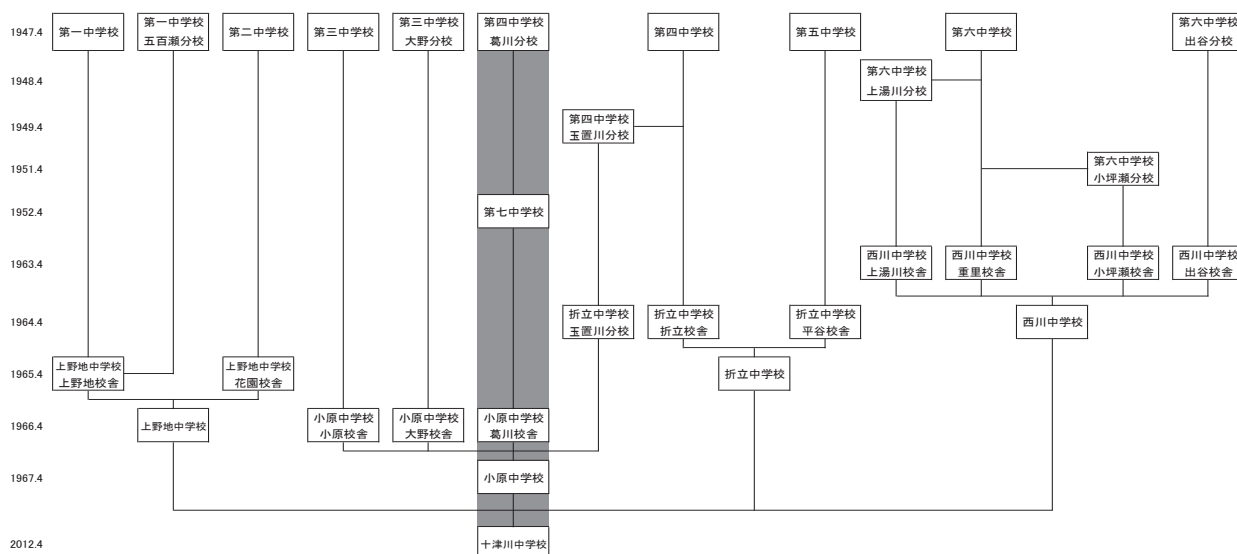 1947.4
第一中学校
第一中学校
五百瀬分校
第二中学校
第三中学校
第三中学校
大野分校
第四中学校
葛川分校
第四中学校
第五中学校
第六中学校
第六中学校
出谷分校
1948.4
第六中学校
上湯川分校
1949.4
第四中学校
玉置川分校
1951.4
第六中学校
小坪瀬分校
1952.4
第七中学校
1963.4
西川中学校
上湯川校舎
西川中学校
重里校舎
西川中学校
小坪瀬校舎
西川中学校
出谷校舎
1964.4
折立中学校
玉置川分校
折立中学校
折立校舎
折立中学校
平谷校舎
西川中学校
1965.4
上野地中学校
上野地校舎
上野地中学校
花園校舎
折立中学校
1966.4
上野地中学校
小原中学校
小原校舎
小原中学校
大野校舎
小原中学校
葛川校舎
1967.4
小原中学校
2012.4
十津川中学校